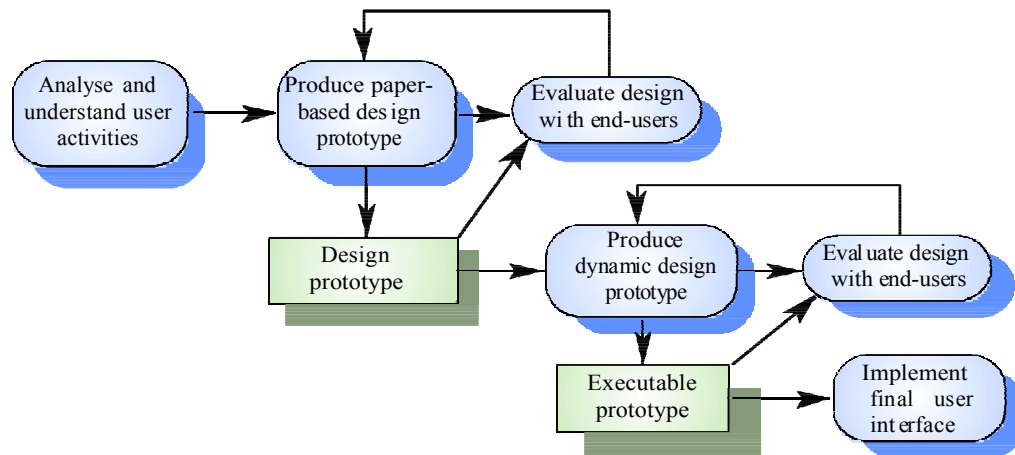 Analyse and
understand user
activities
Produce paper-
based design
prototype
Evaluate design
with end-users
Design
prototype
Produce
dynamic design
prototype
Evaluate design
with end-users
Executable
prototype
Implement
final user
interface